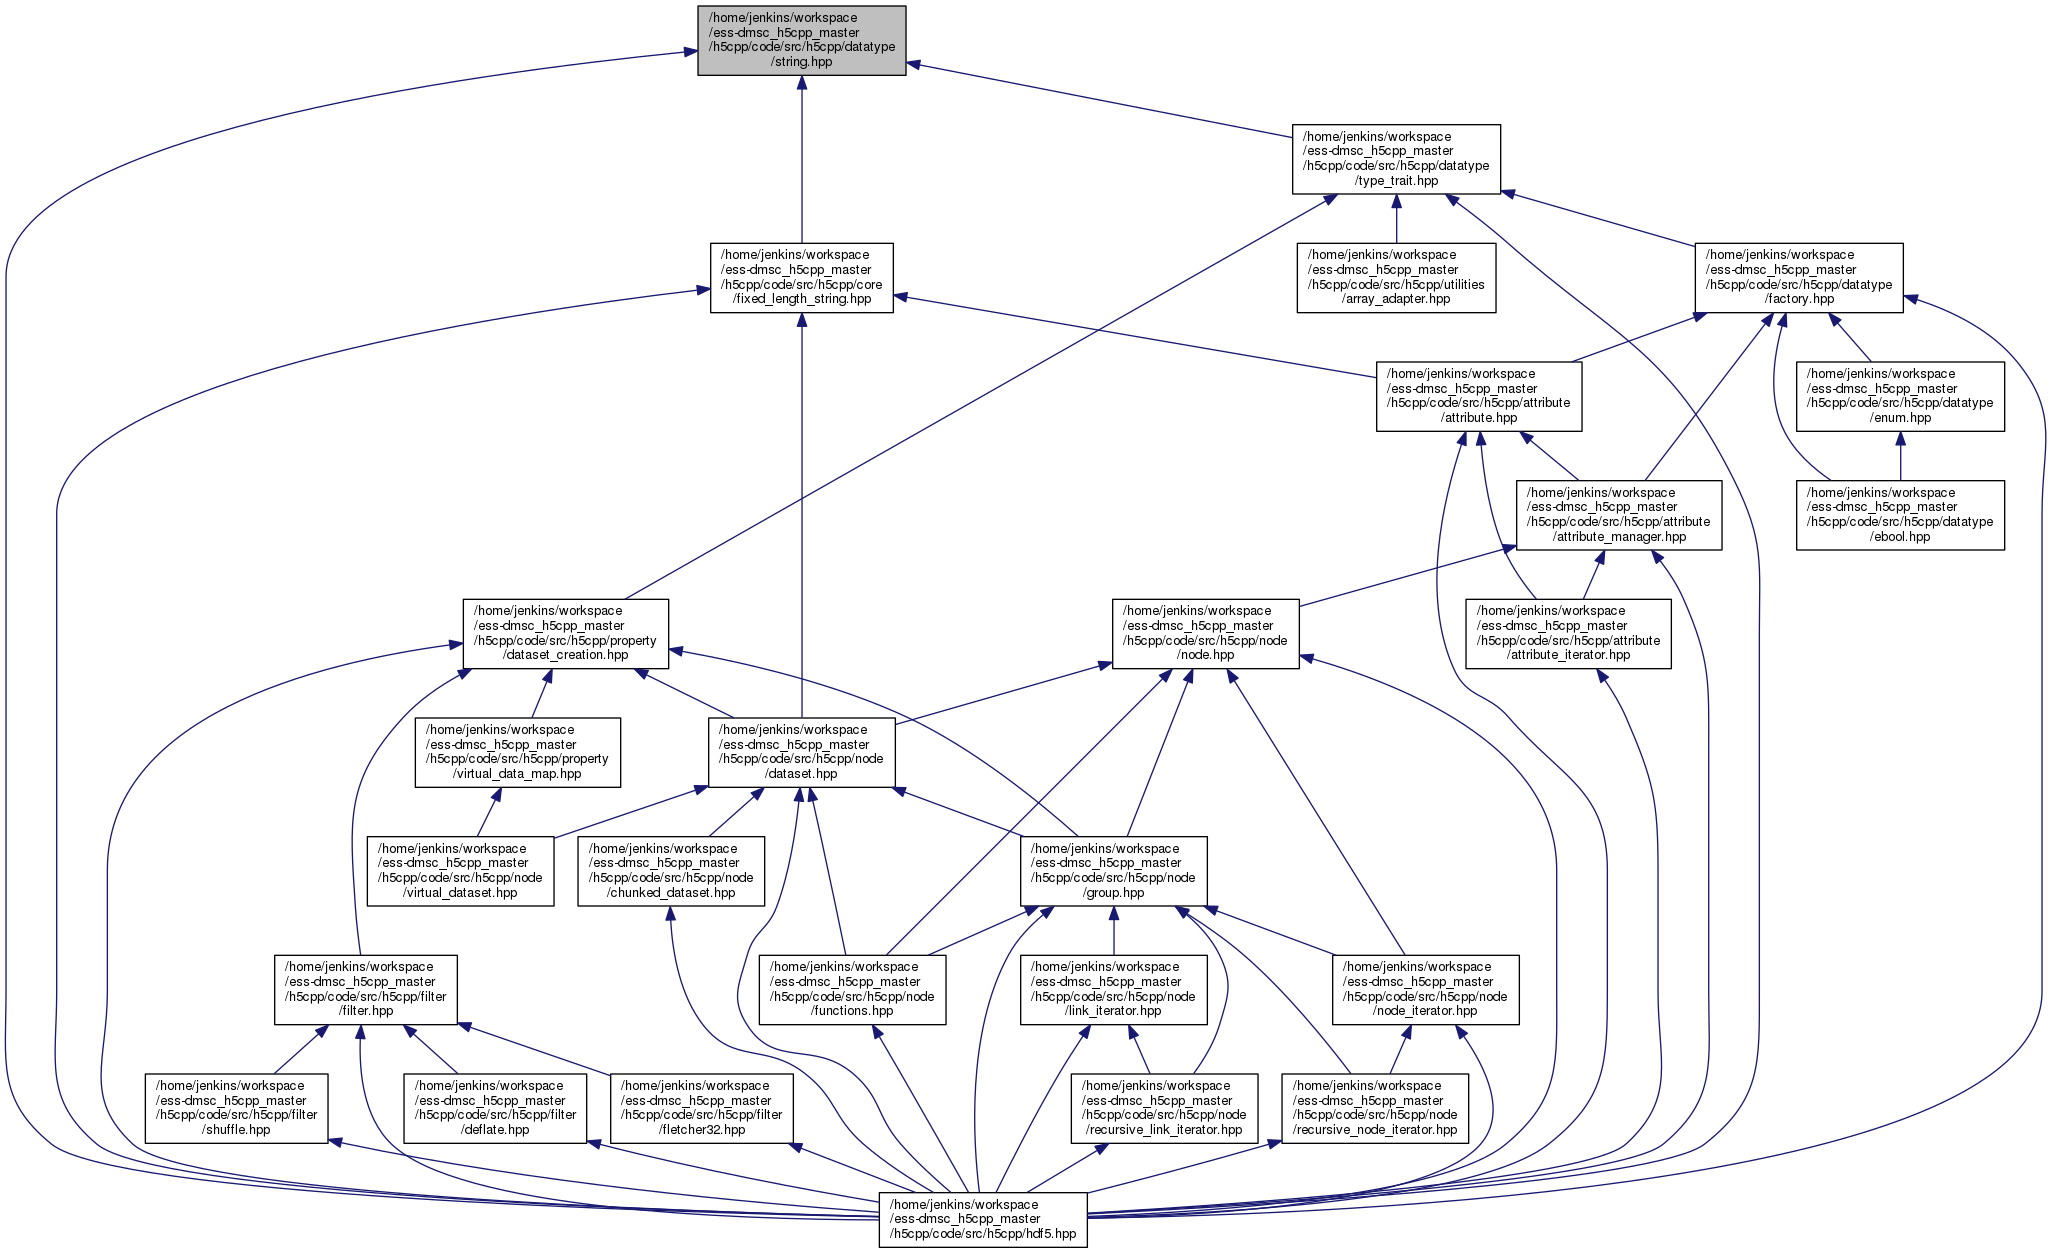 /home/jenkins/workspace
/ess-dmsc_h5cpp_master
/h5cpp/code/src/h5cpp/datatype
/string.hpp
/home/jenkins/workspace
/ess-dmsc_h5cpp_master
/h5cpp/code/src/h5cpp/datatype
/type_trait.hpp
/home/jenkins/workspace
/ess-dmsc_h5cpp_master
/h5cpp/code/src/h5cpp/core
/fixed_length_string.hpp
/home/jenkins/workspace
/ess-dmsc_h5cpp_master
/h5cpp/code/src/h5cpp/utilities
/array_adapter.hpp
/home/jenkins/workspace
/ess-dmsc_h5cpp_master
/h5cpp/code/src/h5cpp/datatype
/factory.hpp
/home/jenkins/workspace
/ess-dmsc_h5cpp_master
/h5cpp/code/src/h5cpp/attribute
/attribute.hpp
/home/jenkins/workspace
/ess-dmsc_h5cpp_master
/h5cpp/code/src/h5cpp/datatype
/enum.hpp
/home/jenkins/workspace
/ess-dmsc_h5cpp_master
/h5cpp/code/src/h5cpp/attribute
/attribute_manager.hpp
/home/jenkins/workspace
/ess-dmsc_h5cpp_master
/h5cpp/code/src/h5cpp/datatype
/ebool.hpp
/home/jenkins/workspace
/ess-dmsc_h5cpp_master
/h5cpp/code/src/h5cpp/property
/dataset_creation.hpp
/home/jenkins/workspace
/ess-dmsc_h5cpp_master
/h5cpp/code/src/h5cpp/node
/node.hpp
/home/jenkins/workspace
/ess-dmsc_h5cpp_master
/h5cpp/code/src/h5cpp/attribute
/attribute_iterator.hpp
/home/jenkins/workspace
/ess-dmsc_h5cpp_master
/h5cpp/code/src/h5cpp/property
/virtual_data_map.hpp
/home/jenkins/workspace
/ess-dmsc_h5cpp_master
/h5cpp/code/src/h5cpp/node
/dataset.hpp
/home/jenkins/workspace
/ess-dmsc_h5cpp_master
/h5cpp/code/src/h5cpp/node
/virtual_dataset.hpp
/home/jenkins/workspace
/ess-dmsc_h5cpp_master
/h5cpp/code/src/h5cpp/node
/chunked_dataset.hpp
/home/jenkins/workspace
/ess-dmsc_h5cpp_master
/h5cpp/code/src/h5cpp/node
/group.hpp
/home/jenkins/workspace
/ess-dmsc_h5cpp_master
/h5cpp/code/src/h5cpp/filter
/filter.hpp
/home/jenkins/workspace
/ess-dmsc_h5cpp_master
/h5cpp/code/src/h5cpp/node
/functions.hpp
/home/jenkins/workspace
/ess-dmsc_h5cpp_master
/h5cpp/code/src/h5cpp/node
/link_iterator.hpp
/home/jenkins/workspace
/ess-dmsc_h5cpp_master
/h5cpp/code/src/h5cpp/node
/node_iterator.hpp
/home/jenkins/workspace
/ess-dmsc_h5cpp_master
/h5cpp/code/src/h5cpp/filter
/shuffle.hpp
/home/jenkins/workspace
/ess-dmsc_h5cpp_master
/h5cpp/code/src/h5cpp/filter
/deflate.hpp
/home/jenkins/workspace
/ess-dmsc_h5cpp_master
/h5cpp/code/src/h5cpp/filter
/fletcher32.hpp
/home/jenkins/workspace
/ess-dmsc_h5cpp_master
/h5cpp/code/src/h5cpp/node
/recursive_link_iterator.hpp
/home/jenkins/workspace
/ess-dmsc_h5cpp_master
/h5cpp/code/src/h5cpp/node
/recursive_node_iterator.hpp
/home/jenkins/workspace
/ess-dmsc_h5cpp_master
/h5cpp/code/src/h5cpp/hdf5.hpp